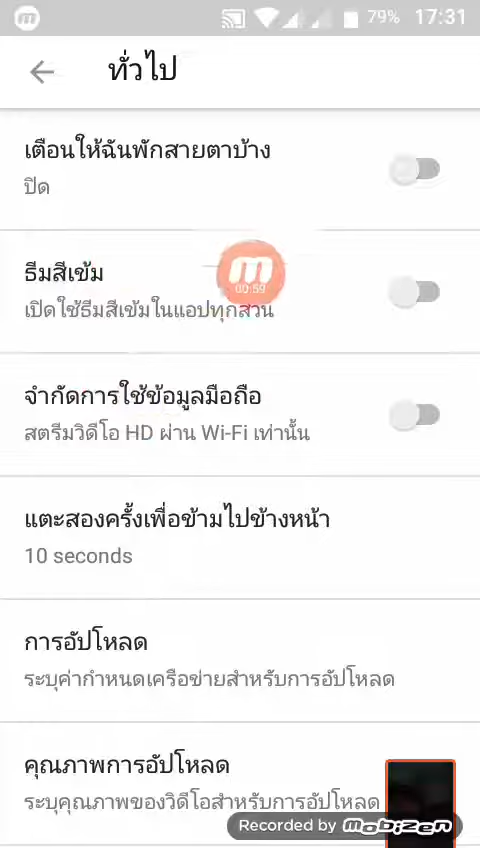 79% 17:31
ทั่วไป
เตือนให้ฉันพักสายตาบ้าง
ปิด
ธีมสีเข้ม
00:59
เปิดใช้ธีมสีเข้มในแอปทุกส่วน
จำกัดการใช้ข้อมูลมือถือ
สตรีมวิดีโอ HD ผ่าน Wi-Fi เท่านั้น
แตะสองครั้งเพื่อข้ามไปข้างหน้า
10 seconds
การอัปโหลด
ระบุค่ากำหนดเครือข่ายสำหรับการอัปโหลด
คุณภาพการอัปโหลด
ระบุคุณภาพของวิดีโอสำหรับการอัปโหลด
Recorded by mobizen